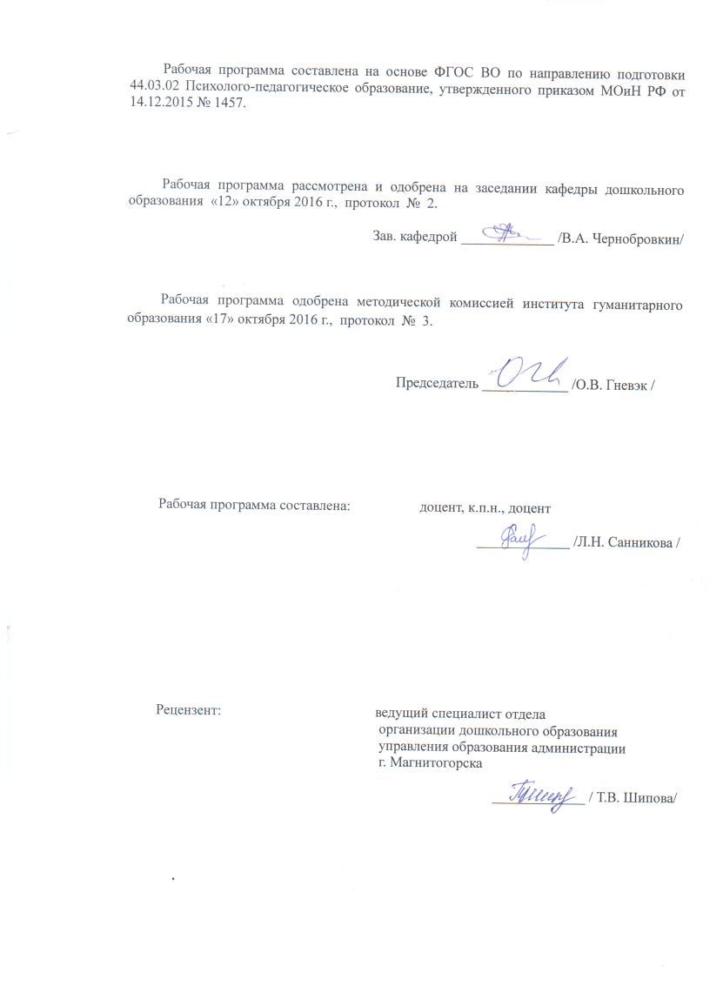 Рабочая программа составлена на основе ФГОС ВО по направлению подготовки
44.03.02 Психолого-педагогическое образование, утвержденного приказом МОиН РФ от
14.12.2015 № 1457.
Рабочая программа рассмотрена и одобрена на заседании кафедры дошкольного
образования «12» октября 2016 г., протокол № 2.
Зав. кафедрой ______________ /В.А. Чернобровкин/
Рабочая программа одобрена методической комиссией института гуманитарного
образования «17» октября 2016 г., протокол № 3.
Председатель _____________ /О.В. Гневэк /
Рабочая программа составлена: доцент, к.п.н., доцент
______________ /Л.Н. Санникова /
Рецензент: ведущий специалист отдела
организации дошкольного образования
управления образования администрации
г. Магнитогорска
______________ / Т.В. Шипова/